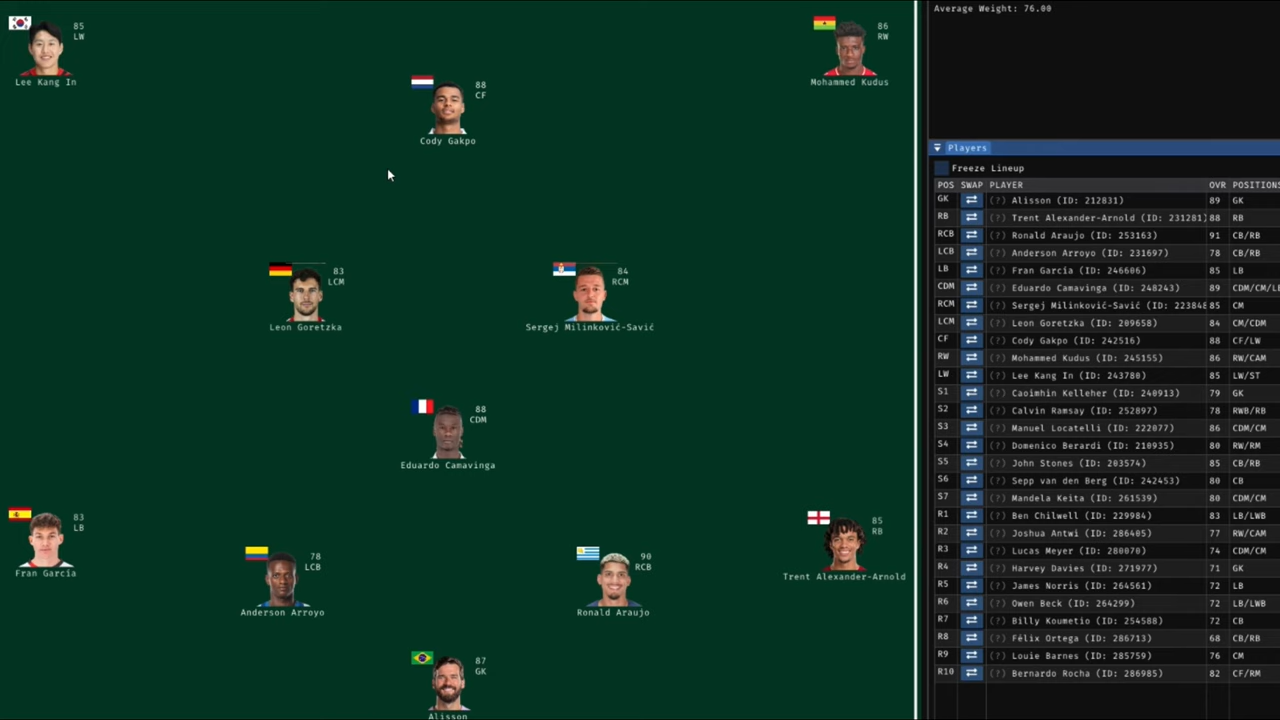 Average Weight: 76.00
85
LW
Lee Kang In
86
RW
Mohammed Kudus
88
CF
Cody Gakpo
83
LCM
Leon Goretzka
84
RCM
Sergej Milinković-Savić
88
CDM
Eduardo Camavinga
83
LB
Fran García
78
LCB
Anderson Arroyo
90
RCB
Ronald Araujo
85
RB
Trent Alexander-Arnold
87
GK
Alisson
Players
Freeze Lineup
POS SWAP PLAYER OVR POSITIONS
GK (?) Alisson (ID: 212831) 89 GK
RB (?) Trent Alexander-Arnold (ID: 231281) 88 RB
RCB (?) Ronald Araujo (ID: 253163) 91 CB/RB
LCB (?) Anderson Arroyo (ID: 231697) 78 CB/RB
LB (?) Fran García (ID: 246606) 85 LB
CDM (?) Eduardo Camavinga (ID: 248243) 89 CDM/CM/LB
RCM (?) Sergej Milinković-Savić (ID: 22384 85 CM
LCM (?) Leon Goretzka (ID: 209658) 84 CM/CDM
CF (?) Cody Gakpo (ID: 242516) 88 CF/LW
RW (?) Mohammed Kudus (ID: 245155) 86 RW/CAM
LW (?) Lee Kang In (ID: 243780) 85 LW/ST
S1 (?) Caoimhin Kelleher (ID: 240913) 79 GK
S2 (?) Calvin Ramsay (ID: 252897) 78 RWB/RB
S3 (?) Manuel Locatelli (ID: 222077) 86 CDM/CM
S4 (?) Domenico Berardi (ID: 210935) 80 RW/RM
S5 (?) John Stones (ID: 203574) 85 CB/RB
S6 (?) Sepp van den Berg (ID: 242453) 80 CB
S7 (?) Mandela Keita (ID: 261539) 80 CDM/CM
R1 (?) Ben Chilwell (ID: 229984) 83 LB/LWB
R2 (?) Joshua Antwi (ID: 286405) 77 RW/CAM
R3 (?) Lucas Meyer (ID: 280070) 74 CDM/CM
R4 (?) Harvey Davies (ID: 271977) 71 GK
R5 (?) James Norris (ID: 264561) 72 LB
R6 (?) Owen Beck (ID: 264299) 72 LB/LWB
R7 (?) Billy Koumetio (ID: 254588) 72 CB
R8 (?) Félix Ortega (ID: 286713) 68 CB/RB
R9 (?) Louie Barnes (ID: 285759) 76 CM
R10 (?) Bernardo Rocha (ID: 286985) 82 CF/RM